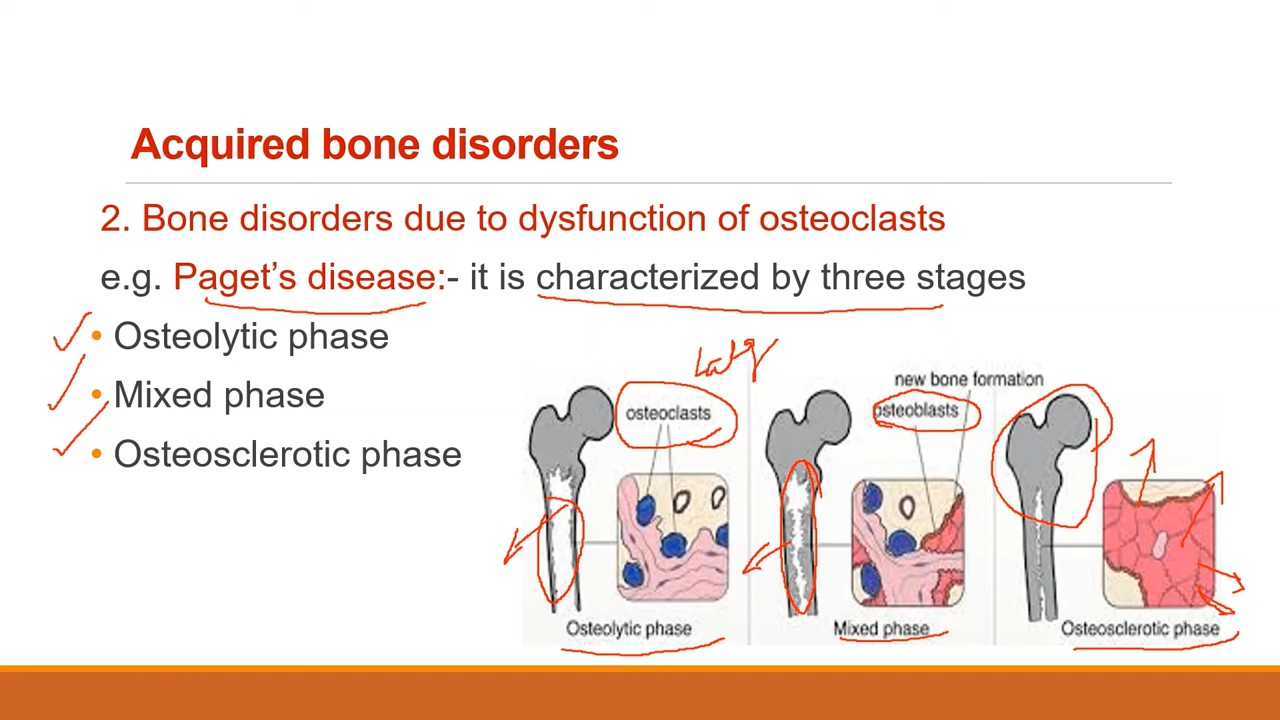 Acquired bone disorders
2. Bone disorders due to dysfunction of osteoclasts
e.g. Paget’s disease:- it is characterized by three stages
• Osteolytic phase
• Mixed phase
• Osteosclerotic phase
osteoclasts
new bone formation
osteoblasts
Osteolytic phase
Mixed phase
Osteosclerotic phase